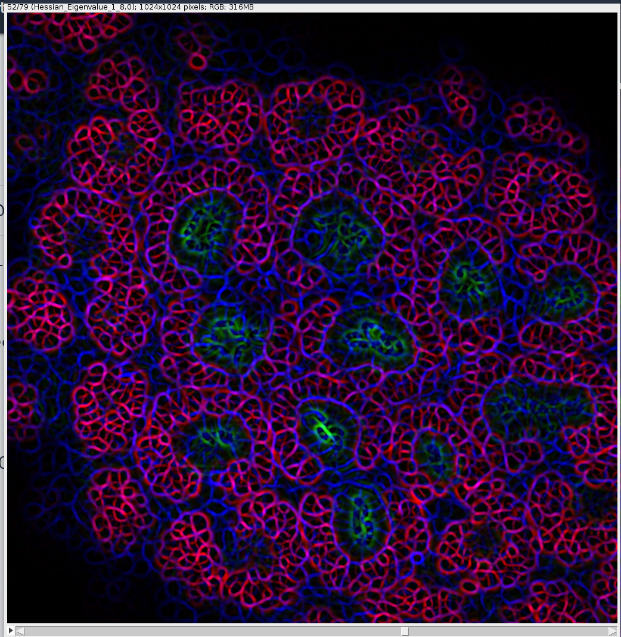 52/79 (Hessian_Eigenvalue_1_8.0); 1024x1024 pixels; RGB; 316MB